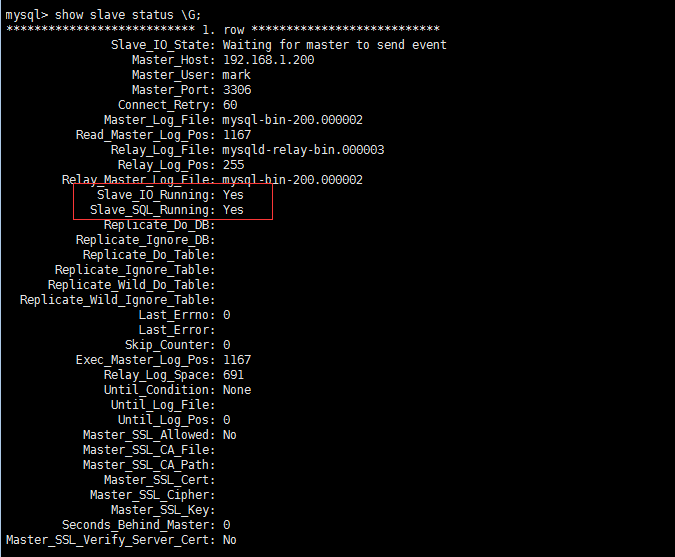 mysql> show slave status \G;
*************************** 1. row ***************************
Slave_IO_State: Waiting for master to send event
Master_Host: 192.168.1.200
Master_User: mark
Master_Port: 3306
Connect_Retry: 60
Master_Log_File: mysql-bin-200.000002
Read_Master_Log_Pos: 1167
Relay_Log_File: mysqld-relay-bin.000003
Relay_Log_Pos: 255
Relay_Master_Log_File: mysql-bin-200.000002
Slave_IO_Running: Yes
Slave_SQL_Running: Yes
Replicate_Do_DB:
Replicate_Ignore_DB:
Replicate_Do_Table:
Replicate_Ignore_Table:
Replicate_Wild_Do_Table:
Replicate_Wild_Ignore_Table:
Last_Errno: 0
Last_Error:
Skip_Counter: 0
Exec_Master_Log_Pos: 1167
Relay_Log_Space: 691
Until_Condition: None
Until_Log_File:
Until_Log_Pos: 0
Master_SSL_Allowed: No
Master_SSL_CA_File:
Master_SSL_CA_Path:
Master_SSL_Cert:
Master_SSL_Cipher:
Master_SSL_Key:
Seconds_Behind_Master: 0
Master_SSL_Verify_Server_Cert: No